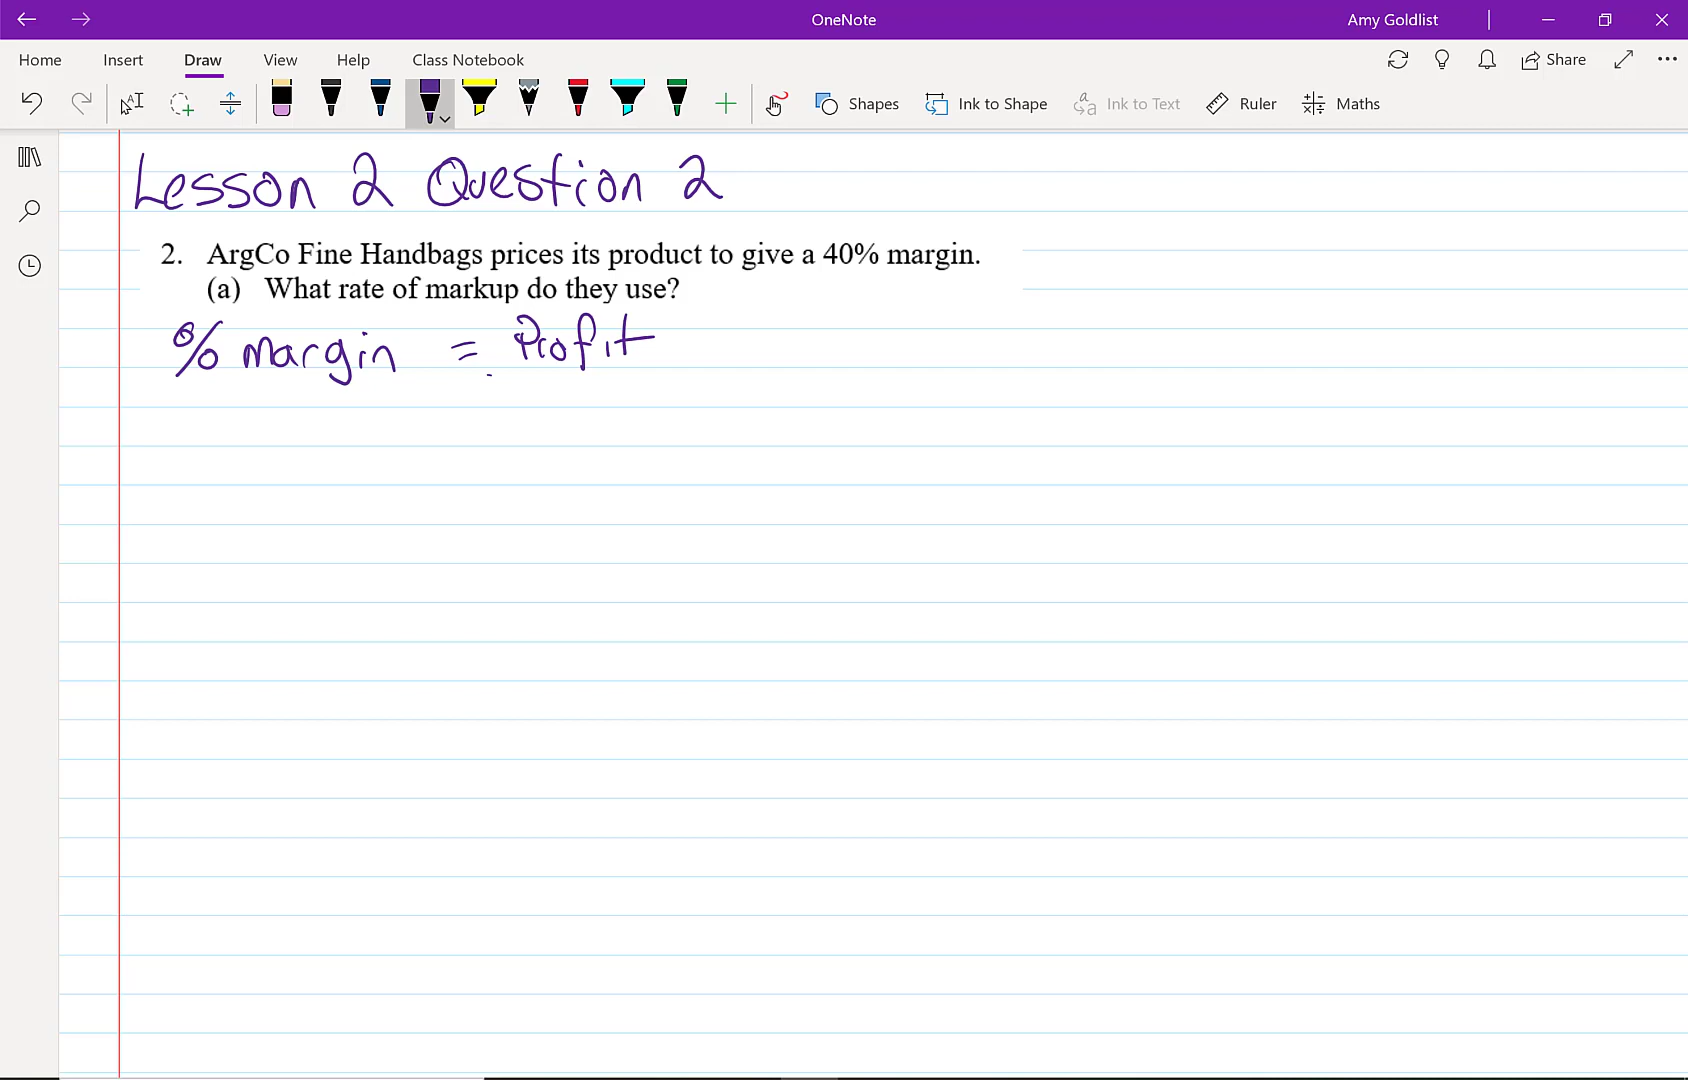 OneNote
Amy Goldlist
Home Insert Draw View Help Class Notebook
Share
Shapes Ink to Shape Ink to Text Ruler Maths
Lesson 2 Question 2
2. ArgCo Fine Handbags prices its product to give a 40% margin.
(a) What rate of markup do they use?
% margin = Profit